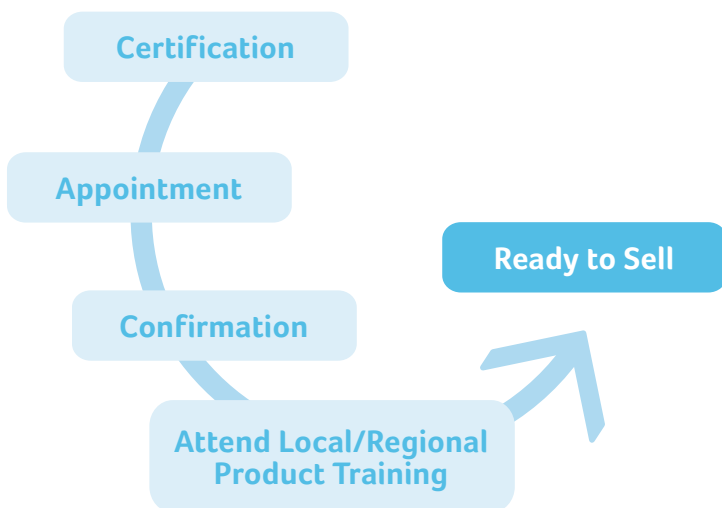 Certification
Appointment
Ready to Sell
Confirmation
Attend Local/Regional
Product Training